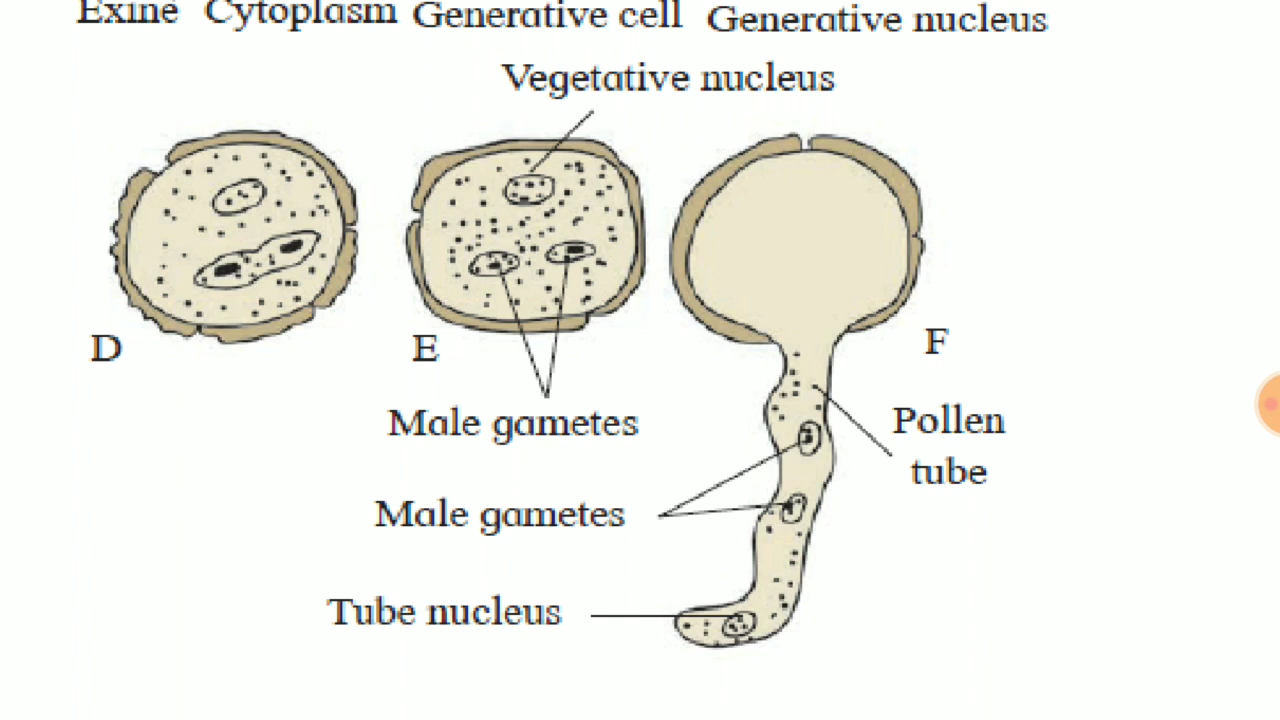 Exine Cytoplasm Generative cell Generative nucleus
Vegetative nucleus
D
E
F
Male gametes
Pollen
tube
Male gametes
Tube nucleus